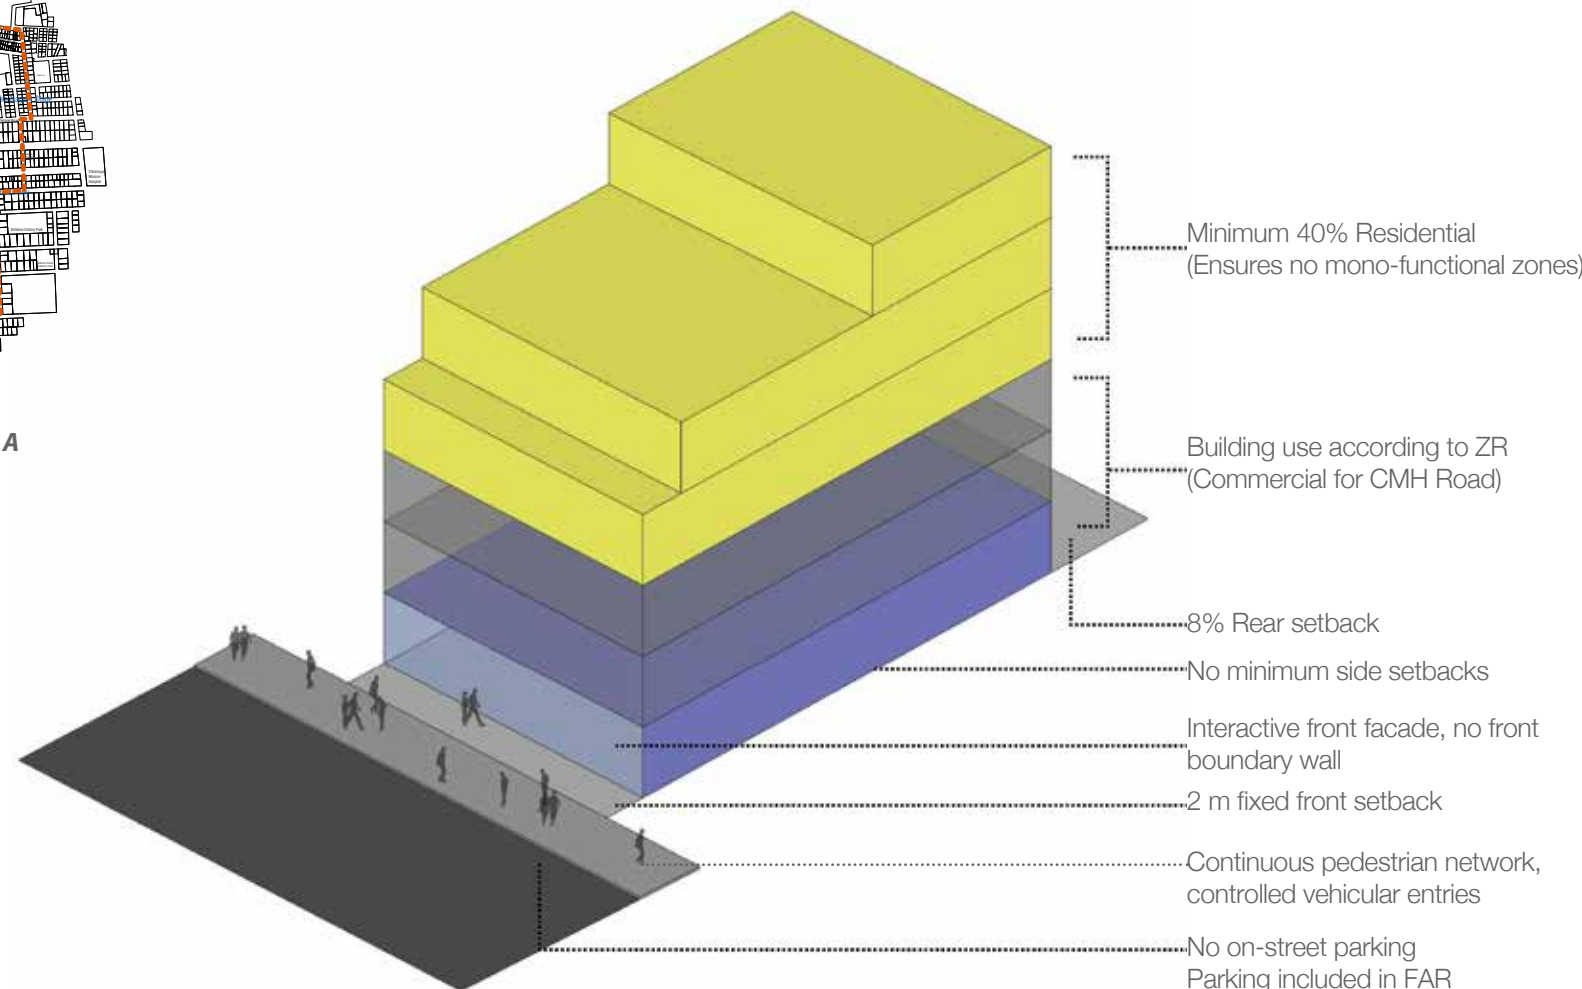 A
Minimum 40% Residential
(Ensures no mono-functional zones)
Building use according to ZR
(Commercial for CMH Road)
8% Rear setback
No minimum side setbacks
Interactive front facade, no front
boundary wall
2 m fixed front setback
Continuous pedestrian network,
controlled vehicular entries
No on-street parking
Parking included in FAR